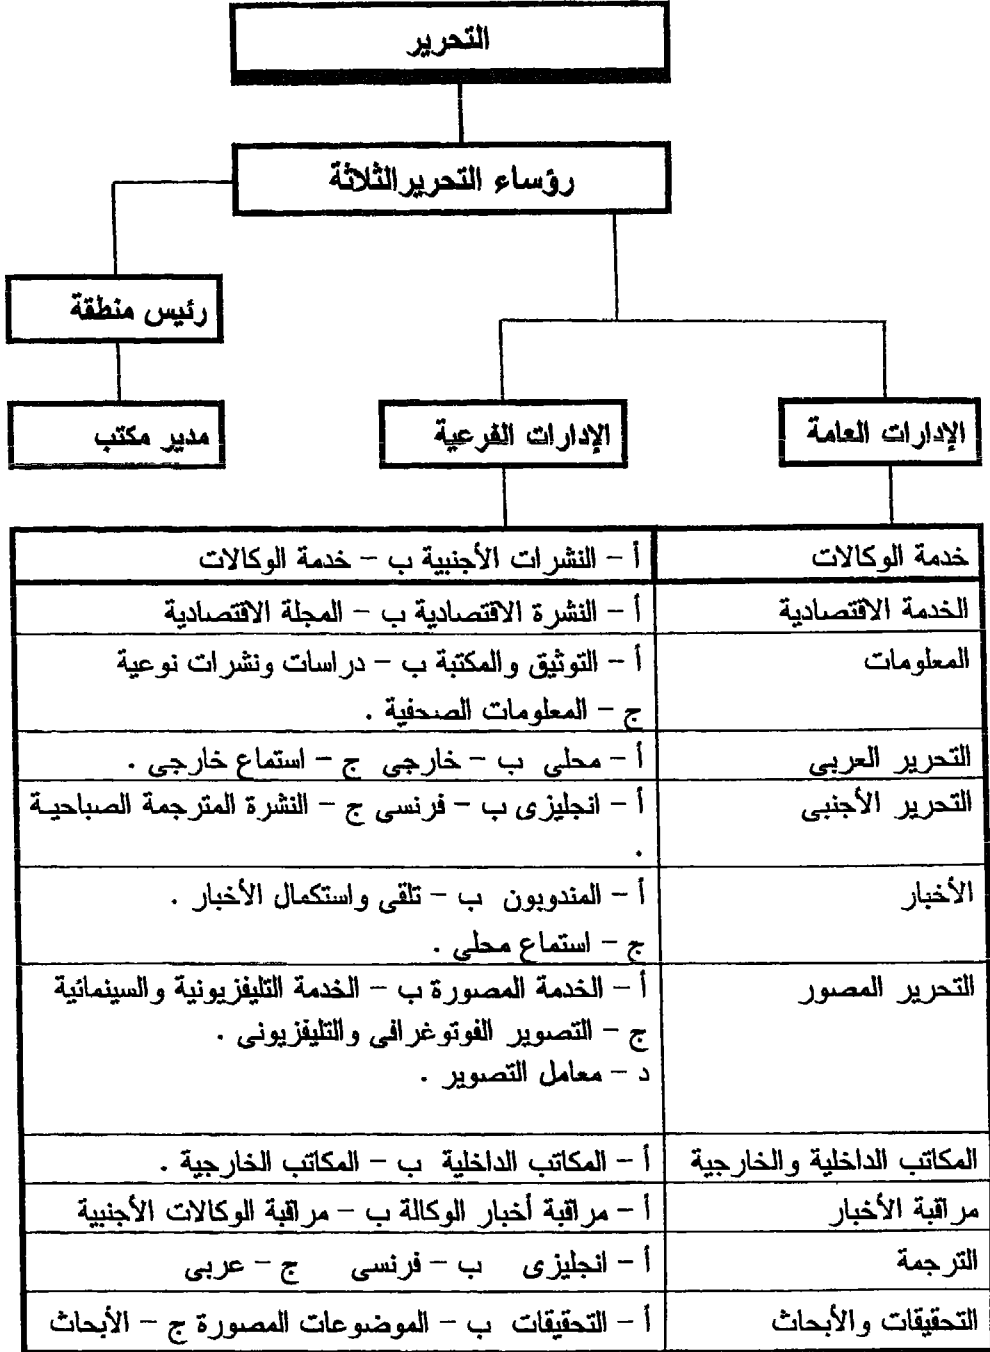 التحرير
رؤساء التحرير الثلاثة
رئيس منطقة
مدير مكتب
الإدارات الفرعية
الإدارات العامة
خدمة الوكالات
أ – النشرات الأجنبية ب – خدمة الوكالات
الخدمة الاقتصادية
أ – النشرة الاقتصادية ب – المجلة الاقتصادية
المعلومات
أ – التوثيق والمكتبة ب – دراسات ونشرات نوعية
ج – المعلومات الصحفية .
التحرير العربى
أ – محلى ب – خارجى ج – استماع خارجى .
التحرير الأجنبى
أ – انجليزى ب – فرنسى ج – النشرة المترجمة الصباحية
.
الأخبار
أ – المندوبون ب – تلقى واستكمال الأخبار .
ج – استماع محلى .
التحرير المصور
أ – الخدمة المصورة ب – الخدمة التليفزيونية والسينمائية
ج – التصوير الفوتوغرافى والتليفزيونى .
د – معامل التصوير .
المكاتب الداخلية والخارجية
أ – المكاتب الداخلية ب – المكاتب الخارجية .
مراقبة الأخبار
أ – مراقبة أخبار الوكالة ب – مراقبة الوكالات الأجنبية
الترجمة
أ – انجليزى ب – فرنسى ج – عربى
التحقيقات والأبحاث
أ – التحقيقات ب – الموضوعات المصورة ج – الأبحاث